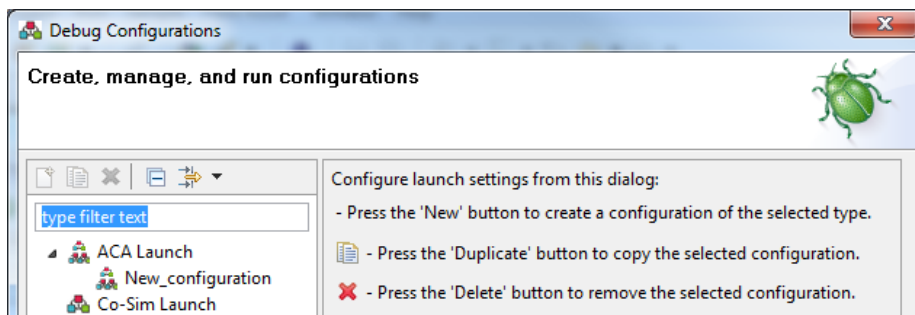 Debug Configurations
Create, manage, and run configurations
type filter text
ACA Launch
New_configuration
Co-Sim Launch
Configure launch settings from this dialog:
- Press the 'New' button to create a configuration of the selected type.
- Press the 'Duplicate' button to copy the selected configuration.
- Press the 'Delete' button to remove the selected configuration.